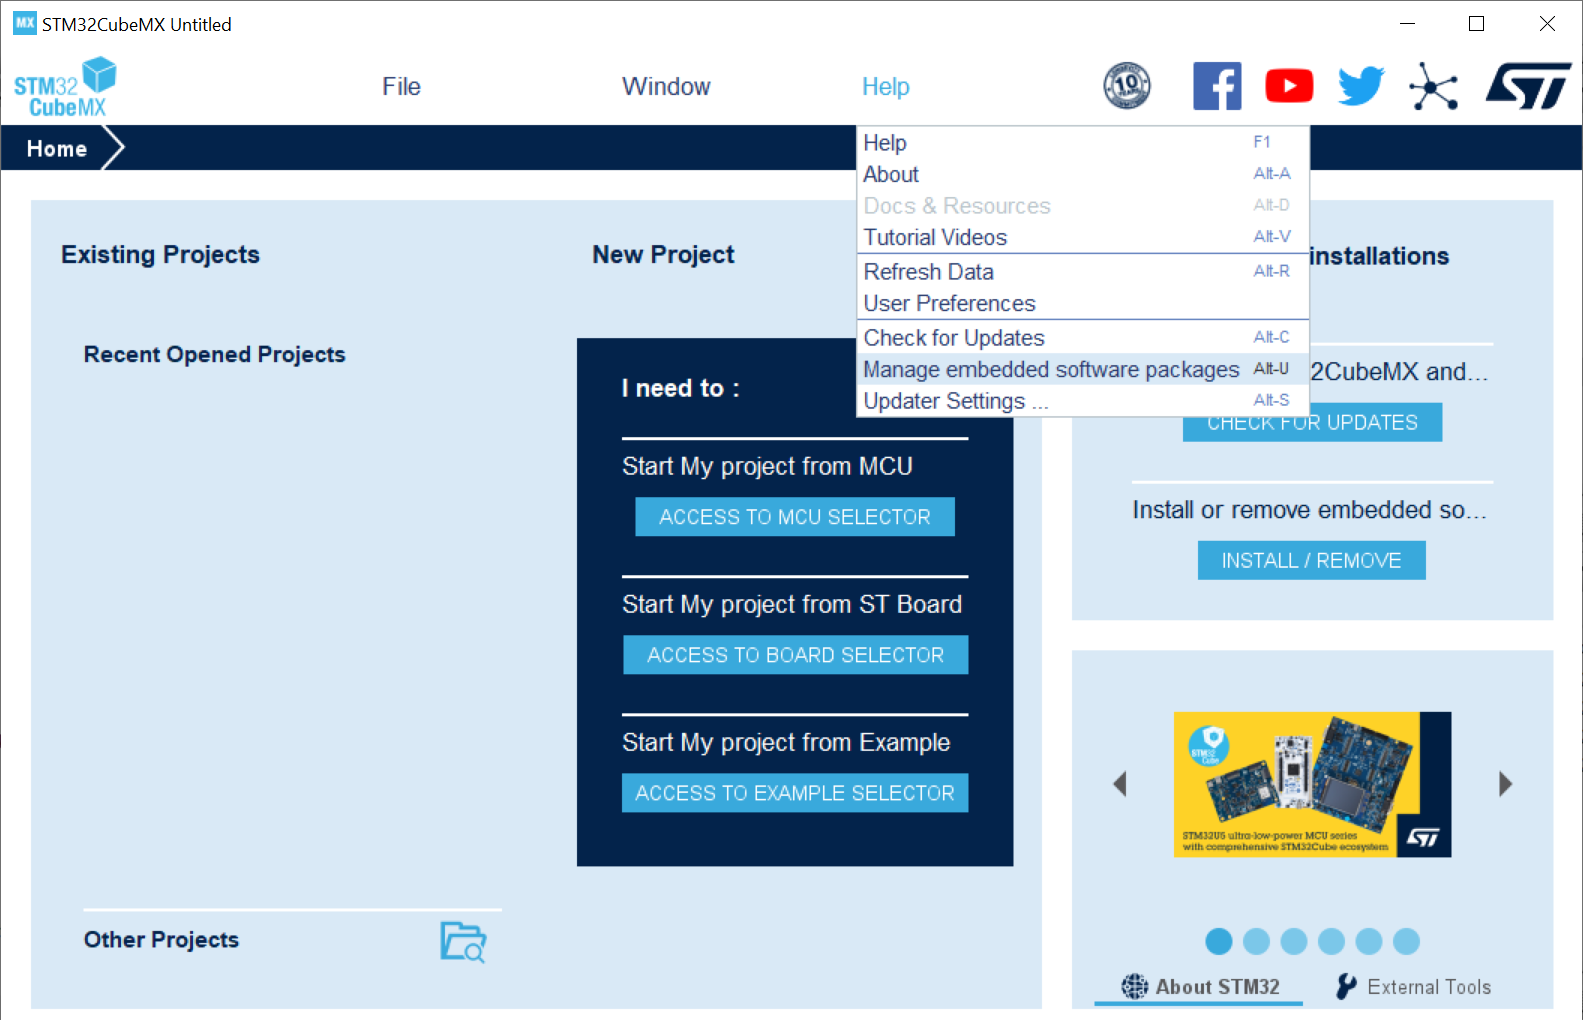 MX STM32CubeMX Untitled
STM32
CubeMX
File
Window
Help
10
Home
Help F1
About Alt-A
Docs & Resources Alt-D
Tutorial Videos Alt-V
Refresh Data Alt-R
User Preferences
Check for Updates Alt-C
Manage embedded software packages Alt-U
Updater Settings ... Alt-S
Existing Projects
Recent Opened Projects
Other Projects
New Project
I need to :
Start My project from MCU
ACCESS TO MCU SELECTOR
Start My project from ST Board
ACCESS TO BOARD SELECTOR
Start My project from Example
ACCESS TO EXAMPLE SELECTOR
installations
2CubeMX and...
CHECK FOR UPDATES
Install or remove embedded so...
INSTALL / REMOVE
STM32
Cube
STM32U5 ultra-low-power MCU series
with comprehensive STM32Cube ecosystem
About STM32
External Tools